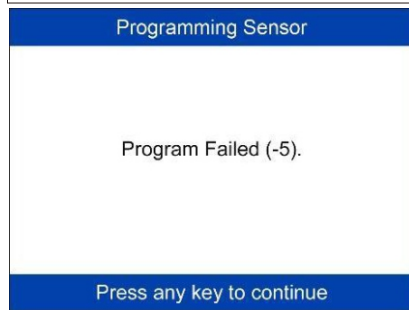 Programming Sensor
Program Failed (-5).
Press any key to continue